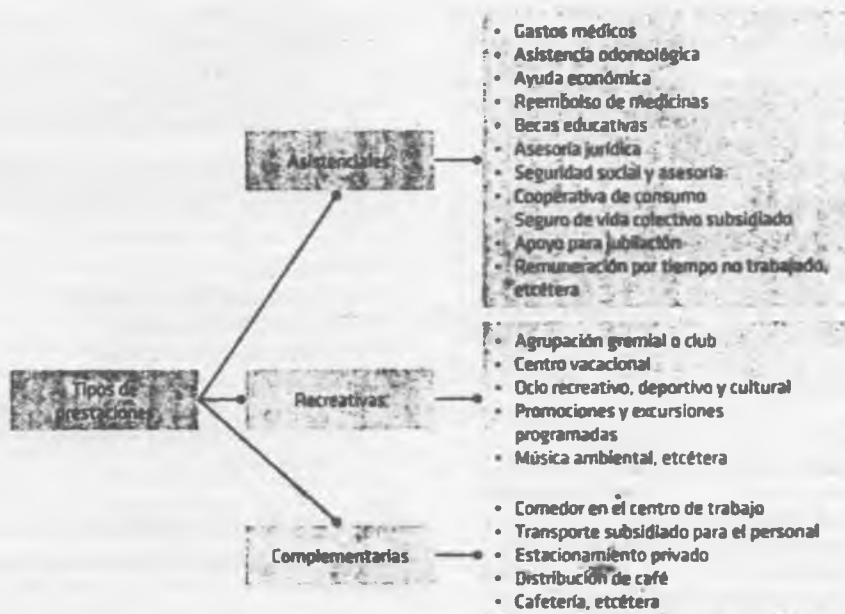 Tipos de
prestaciones
Asistenciales
• Gastos médicos
• Asistencia odontológica
• Ayuda económica
• Reembolso de medicinas
• Becas educativas
• Asesoría jurídica
• Seguridad social y asesoría
• Cooperativa de consumo
• Seguro de vida colectivo subsidiado
• Apoyo para jubilación
• Remuneración por tiempo no trabajado,
etcétera
Recreativas
• Agrupación gremial o club
• Centro vacacional
• Ocio recreativo, deportivo y cultural
• Promociones y excursiones
programadas
• Música ambiental, etcétera
Complementarias
• Comedor en el centro de trabajo
• Transporte subsidiado para el personal
• Estacionamiento privado
• Distribución de café
• Cafetería, etcétera